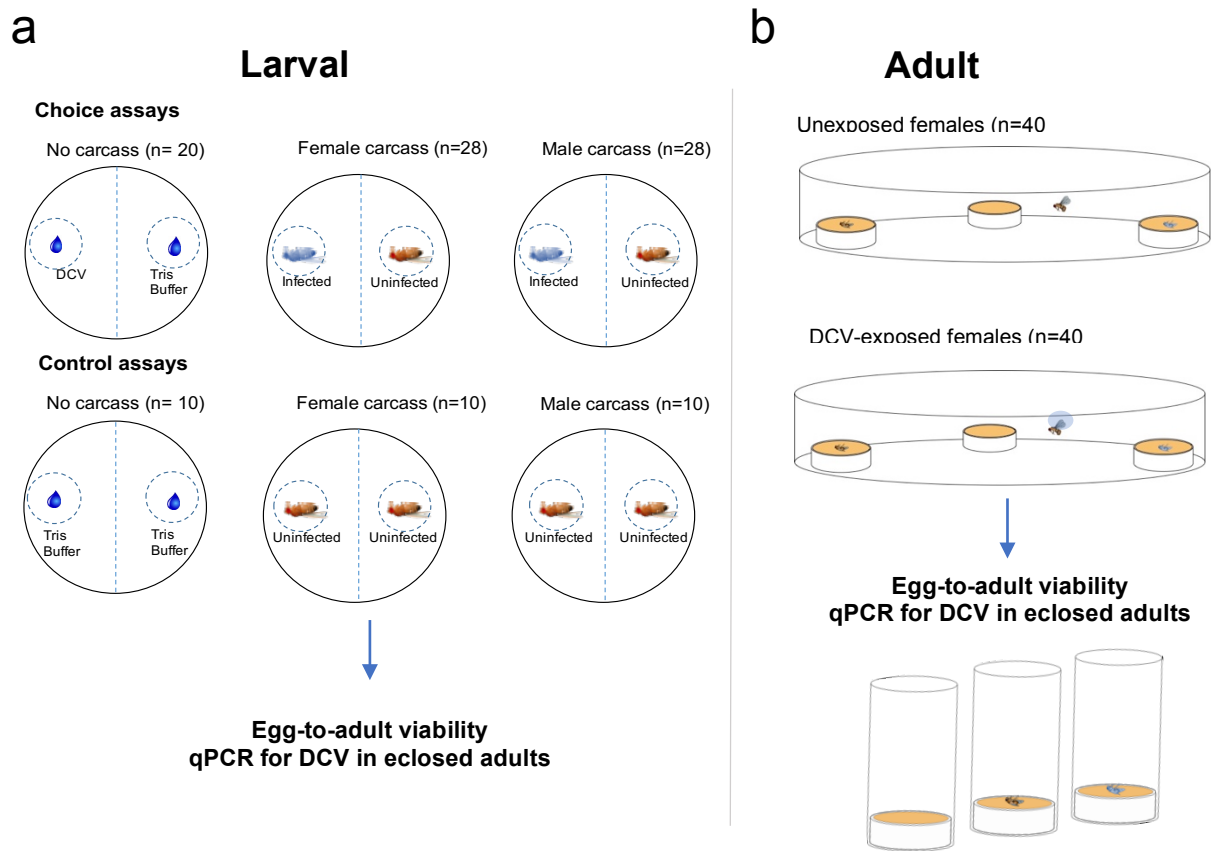 a
Larval
Choice assays
No carcass (n= 20)
Female carcass (n=28)
Male carcass (n=28)
DCV
Tris
Buffer
Infected
Uninfected
Infected
Uninfected
Control assays
No carcass (n= 10)
Female carcass (n=10)
Male carcass (n=10)
Tris
Buffer
Tris
Buffer
Uninfected
Uninfected
Uninfected
Uninfected
Egg-to-adult viability
qPCR for DCV in eclosed adults
b
Adult
Unexposed females (n=40
DCV-exposed females (n=40
Egg-to-adult viability
qPCR for DCV in eclosed adults